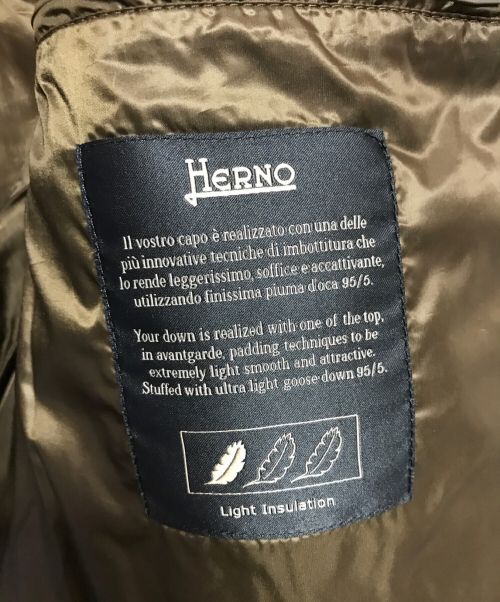 HERNO
Il vostro capo è realizzato con una delle
più innovative tecniche di imbottitura che
lo rende leggerissimo, soffice e accattivante,
utilizzando finissima piuma d'oca 95/5.
Your down is realized with one of the top,
in avantgarde, padding techniques to be
extremely light smooth and attractive.
Stuffed with ultra light goose down 95/5.
Light Insulation